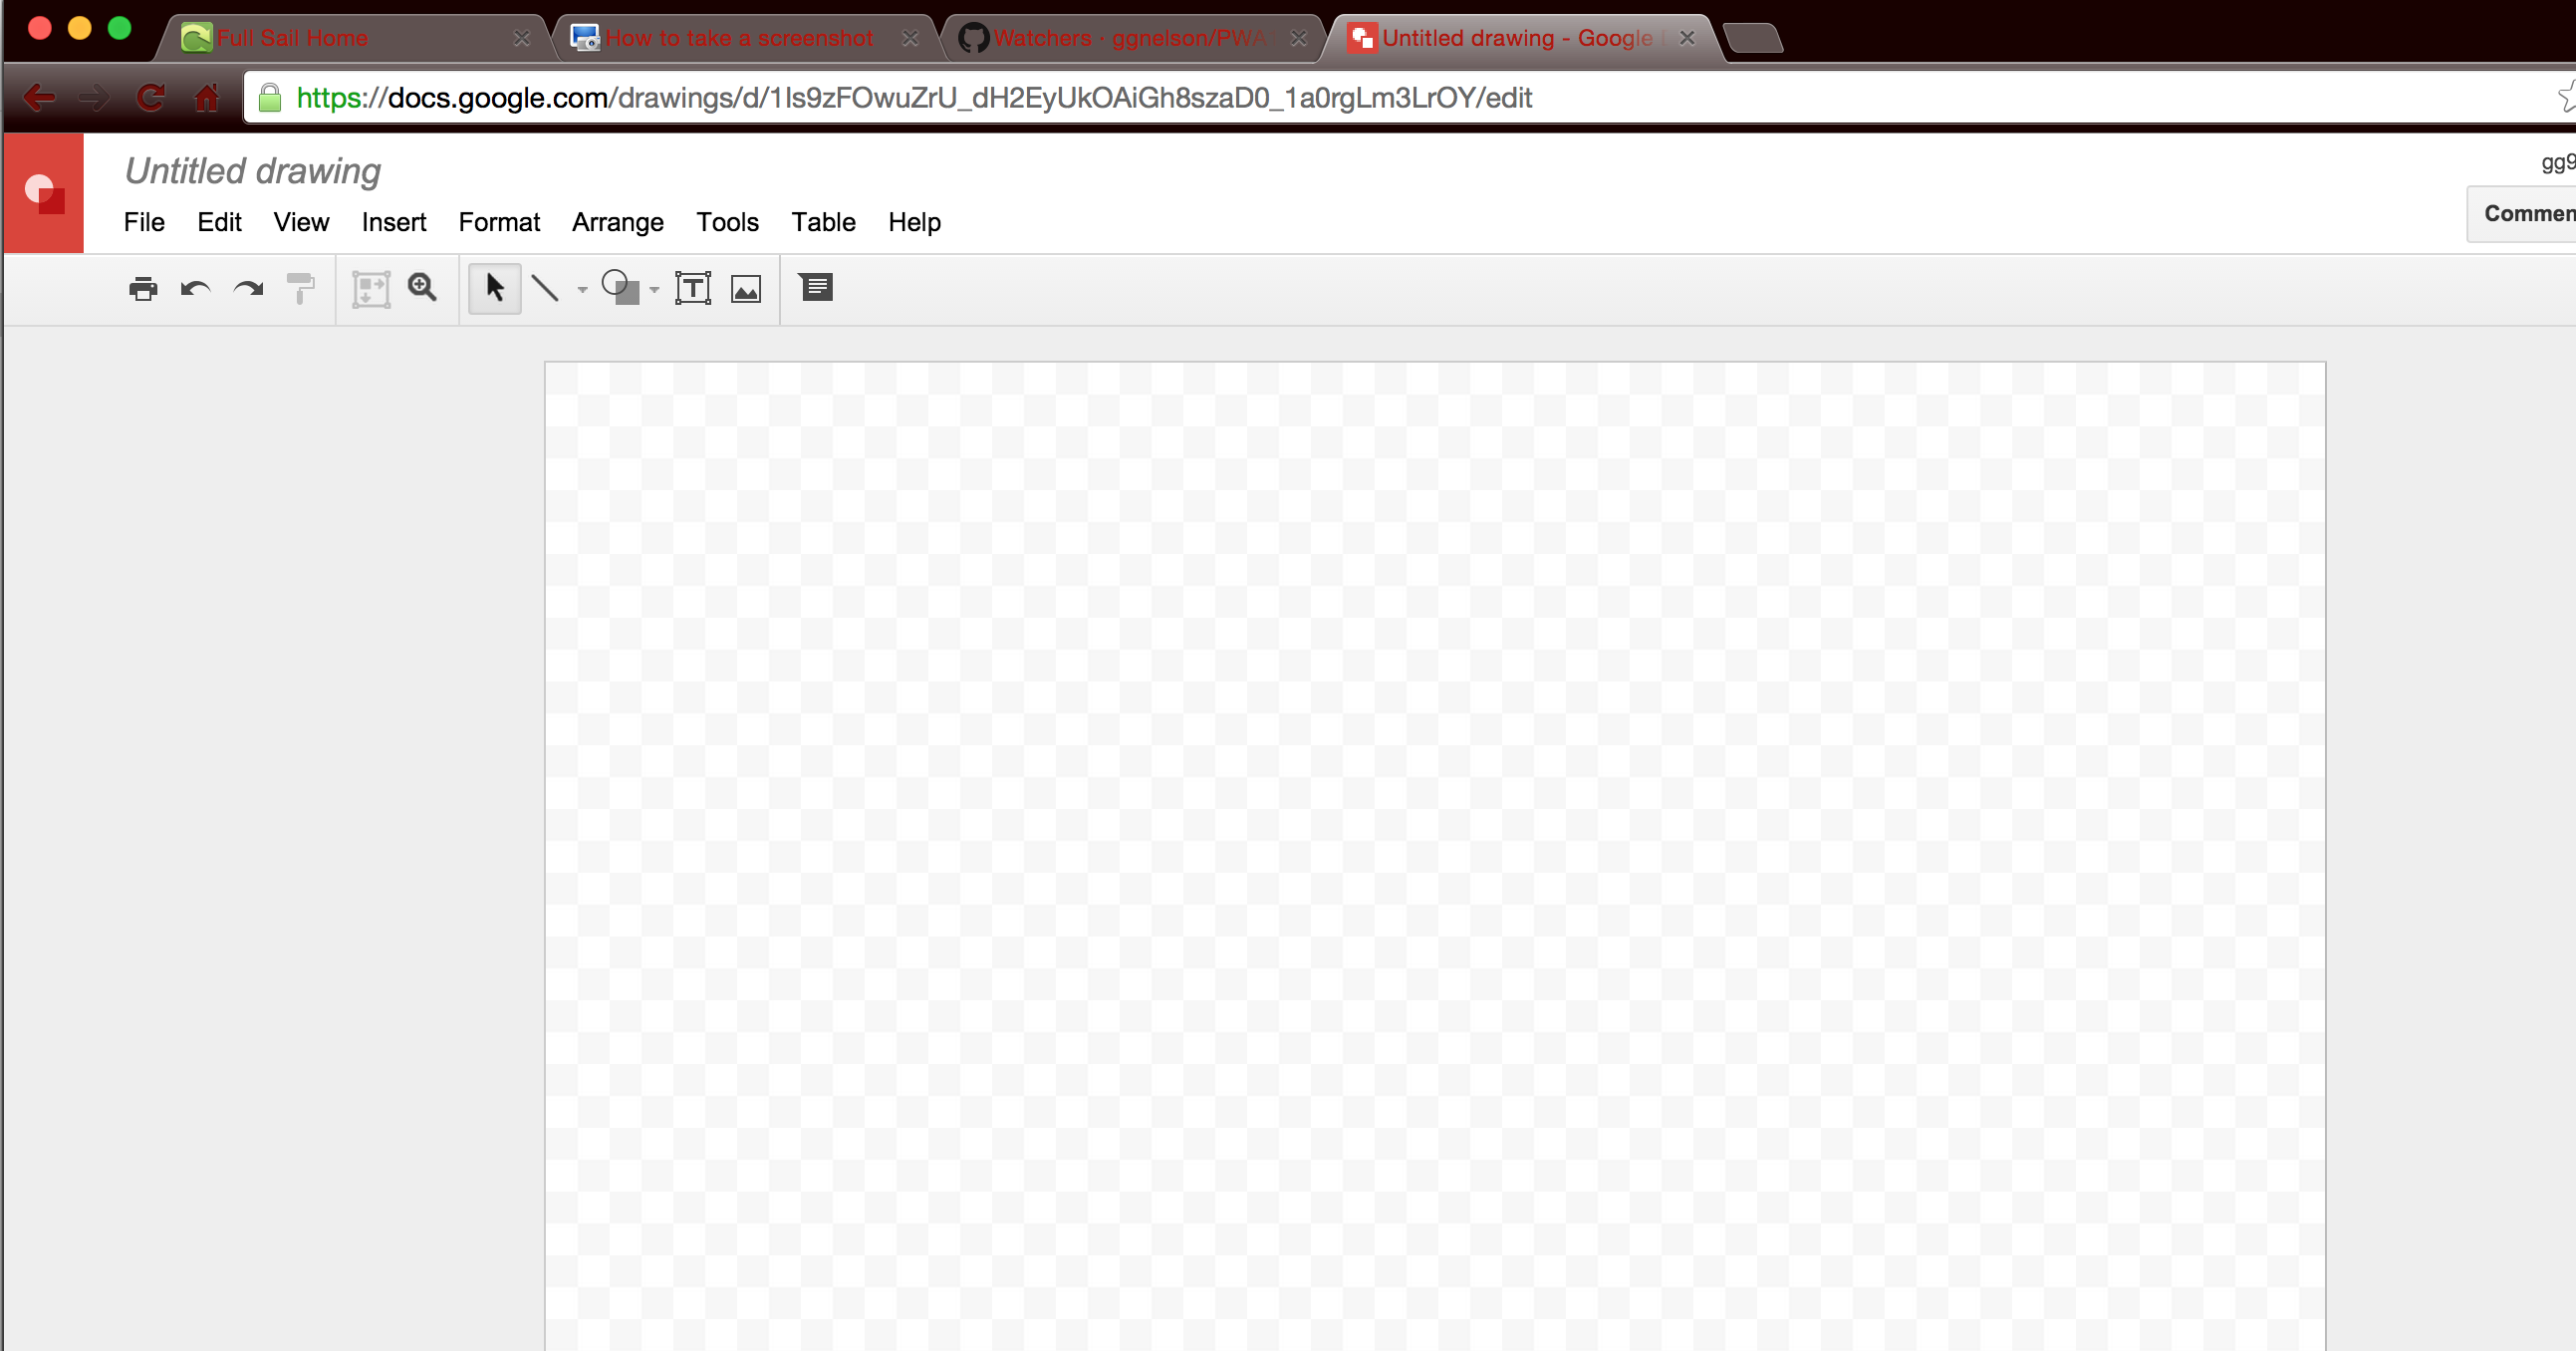 Full Sail Home How to take a screenshot Watchers · ggnelson/PWA Untitled drawing - Google
https://docs.google.com/drawings/d/1Is9zFOwuZrU_dH2EyUkOAiGh8szaD0_1a0rgLm3LrOY/edit
Untitled drawing
gg9
File Edit View Insert Format Arrange Tools Table Help
Commen